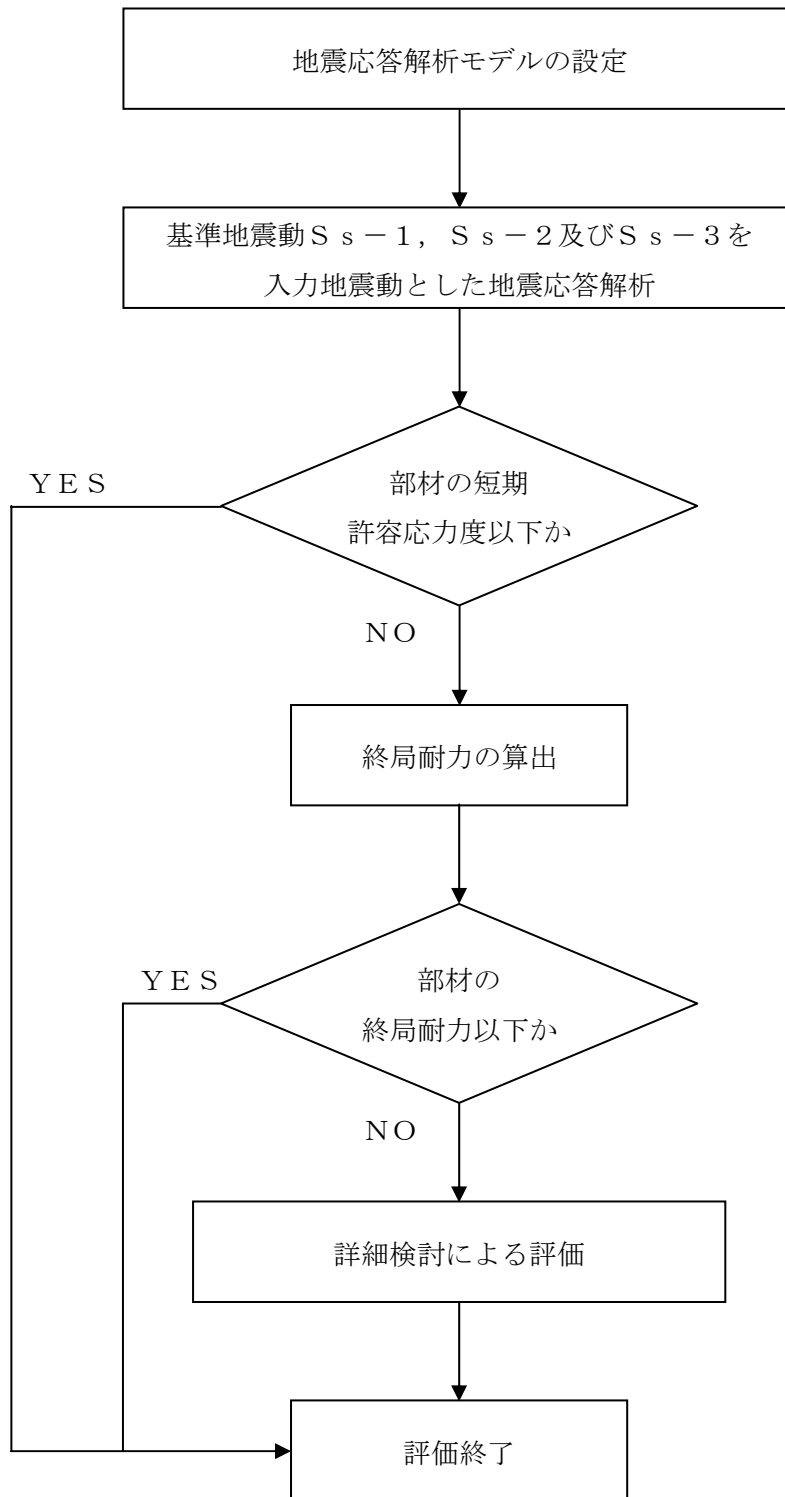 地震応答解析モデルの設定
基準地震動Ｓｓ－１，Ｓｓ－２及びＳｓ－３を
入力地震動とした地震応答解析
ＹＥＳ
部材の短期
許容応力度以下か
ＮＯ
終局耐力の算出
ＹＥＳ
部材の
終局耐力以下か
ＮＯ
詳細検討による評価
評価終了